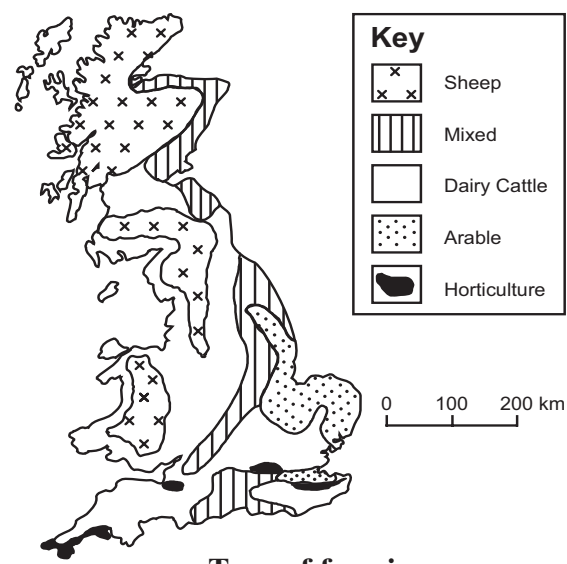 Key
Sheep
Mixed
Dairy Cattle
Arable
Horticulture
0 100 200 km